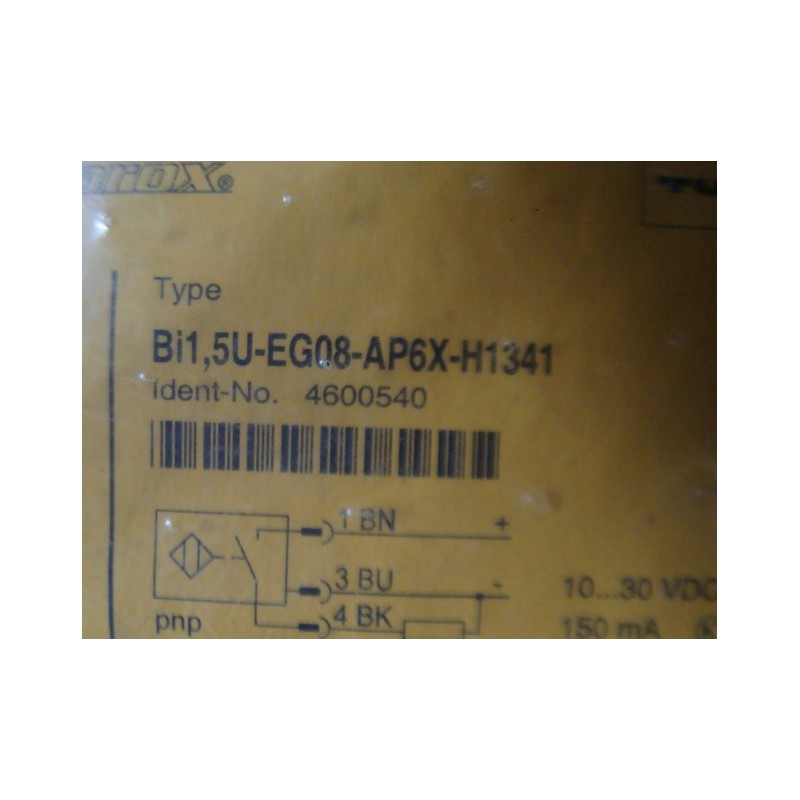 Type
Bi1,5U-EG08-AP6X-H1341
Ident-No. 4600540
1 BN +
3 BU -
10...30 VDC
4 BK
pnp
150 mA